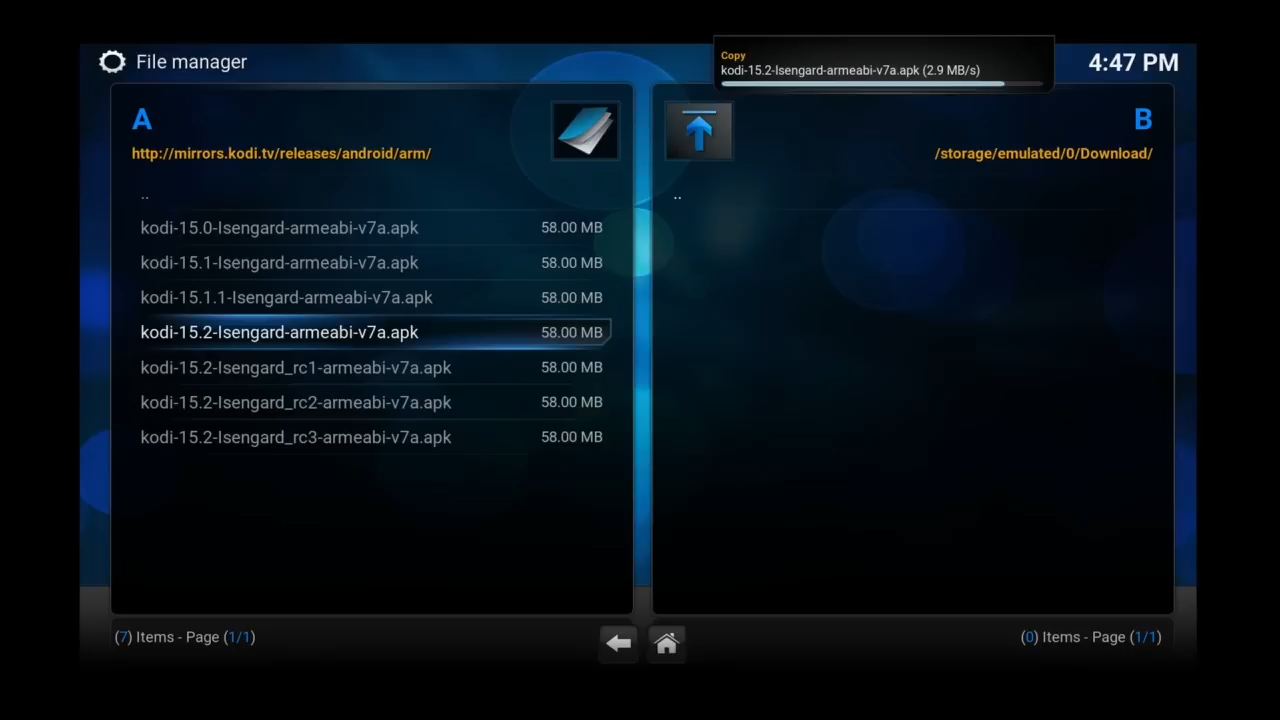 File manager
Copy
kodi-15.2-Isengard-armeabi-v7a.apk (2.9 MB/s)
4:47 PM
A
http://mirrors.kodi.tv/releases/android/arm/
..
kodi-15.0-Isengard-armeabi-v7a.apk 58.00 MB
kodi-15.1-Isengard-armeabi-v7a.apk 58.00 MB
kodi-15.1.1-Isengard-armeabi-v7a.apk 58.00 MB
kodi-15.2-Isengard-armeabi-v7a.apk 58.00 MB
kodi-15.2-Isengard_rc1-armeabi-v7a.apk 58.00 MB
kodi-15.2-Isengard_rc2-armeabi-v7a.apk 58.00 MB
kodi-15.2-Isengard_rc3-armeabi-v7a.apk 58.00 MB
(7) Items - Page (1/1)
B
/storage/emulated/0/Download/
..
(0) Items - Page (1/1)